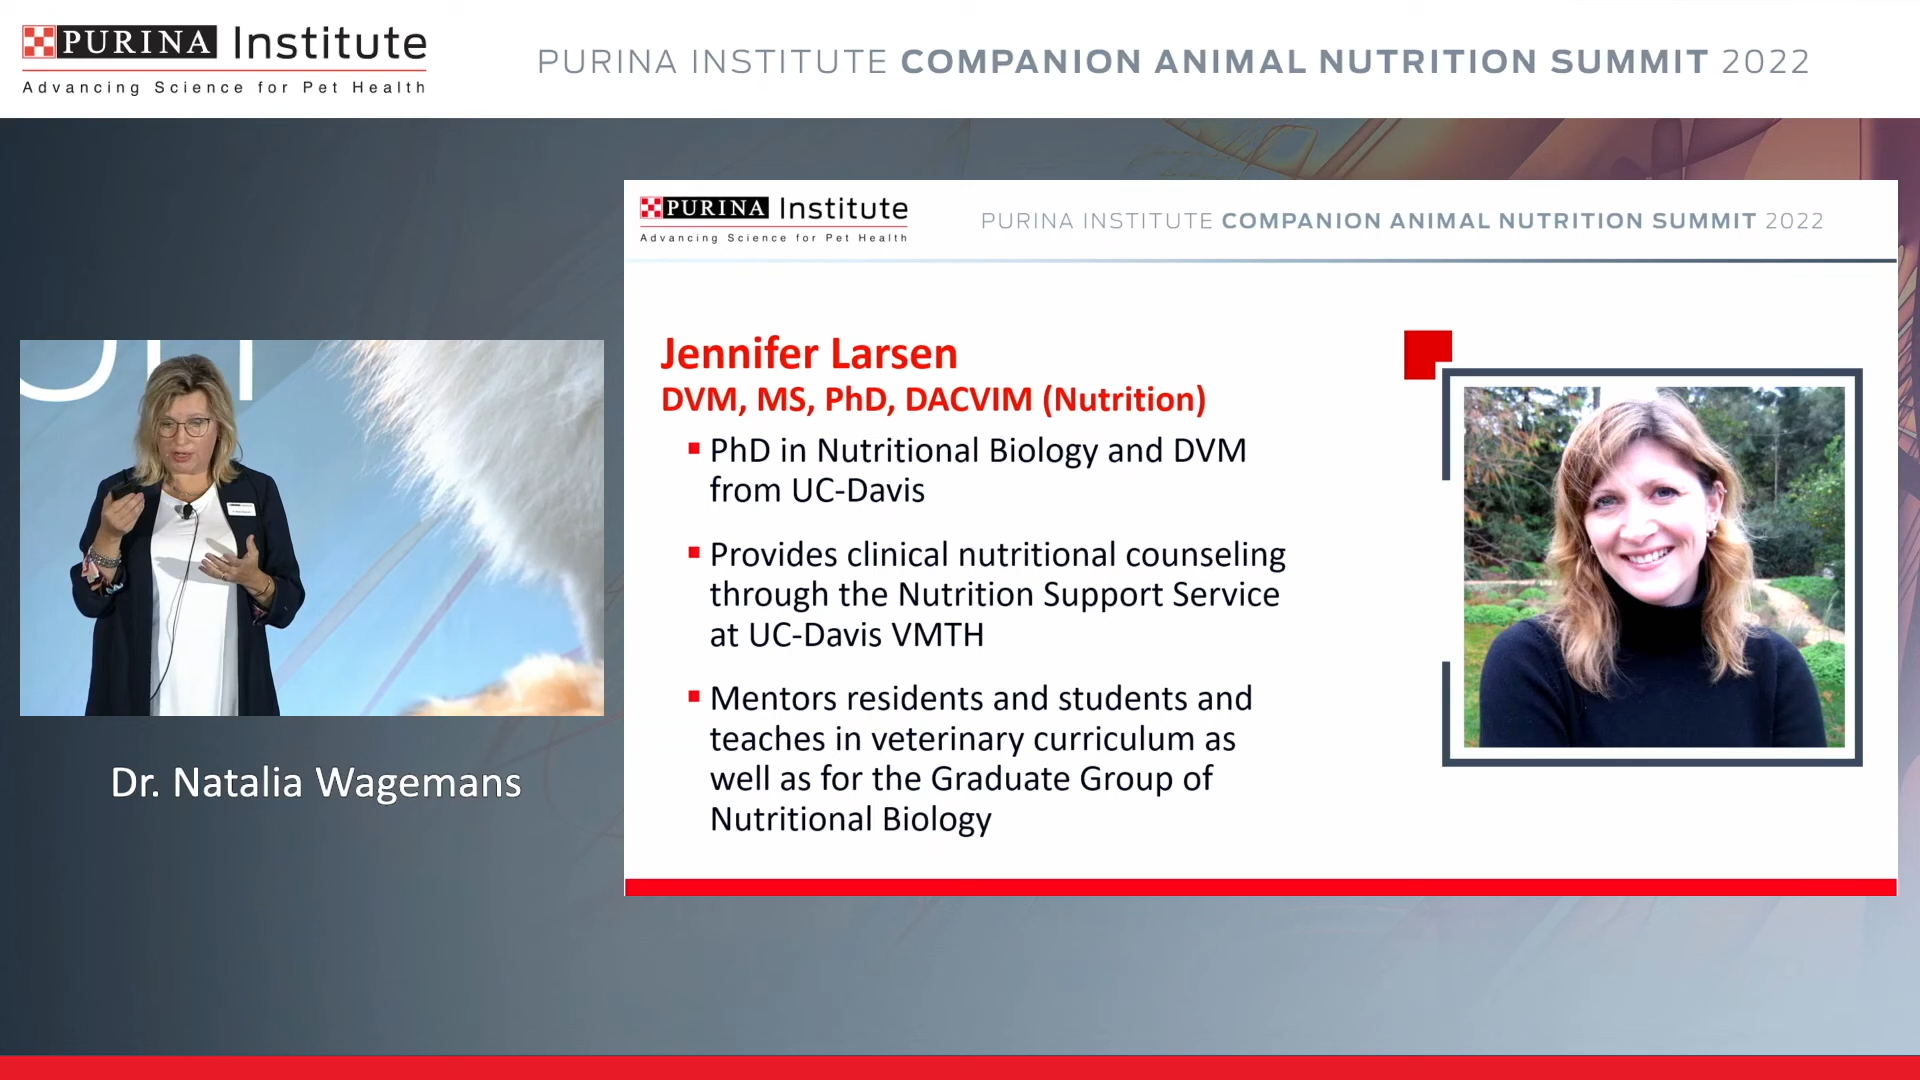 PURINA Institute
Advancing Science for Pet Health
PURINA INSTITUTE COMPANION ANIMAL NUTRITION SUMMIT 2022
PURINA Institute
Advancing Science for Pet Health
PURINA INSTITUTE COMPANION ANIMAL NUTRITION SUMMIT 2022
Jennifer Larsen
DVM, MS, PhD, DACVIM (Nutrition)
PhD in Nutritional Biology and DVM
from UC-Davis
Provides clinical nutritional counseling
through the Nutrition Support Service
at UC-Davis VMTH
Mentors residents and students and
teaches in veterinary curriculum as
well as for the Graduate Group of
Nutritional Biology
Dr. Natalia Wagemans